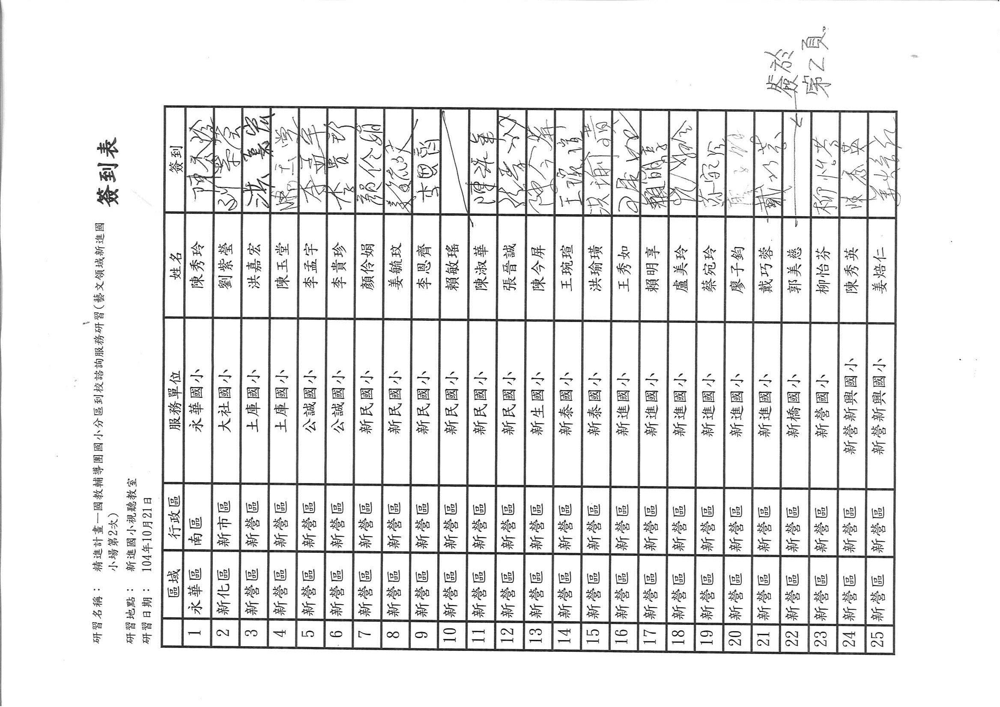 簽到表
研習名稱： 精進計畫—國教輔導團國小分區到校諮詢服務研習(藝文領域新進國
小場第2次)
研習地點： 新進國小視聽教室
研習日期： 104年10月21日
區域 行政區 服務單位 姓名 簽到
1 永華區 南區 永華國小 陳秀玲 陳秀玲
2 新化區 新市區 大社國小 劉紫瑩 劉紫瑩
3 新營區 新營區 土庫國小 洪嘉宏 洪嘉宏
4 新營區 新營區 土庫國小 陳玉堂 陳玉堂
5 新營區 新營區 公誠國小 李孟宇 李孟宇
6 新營區 新營區 公誠國小 李貴珍 李貴珍
7 新營區 新營區 新民國小 顏伶娟 顏伶娟
8 新營區 新營區 新民國小 姜毓玟 姜毓玟
9 新營區 新營區 新民國小 李恩齊 李恩齊
10 新營區 新營區 新民國小 賴敏瑤
11 新營區 新營區 新民國小 陳淑華 陳淑華
12 新營區 新營區 新民國小 張晉誠
13 新營區 新營區 新生國小 陳今屏 陳今屏
14 新營區 新營區 新泰國小 王琬瑄 王琬瑄
15 新營區 新營區 新泰國小 洪瑜璜 洪瑜璜
16 新營區 新營區 新進國小 王秀如
17 新營區 新營區 新進國小 賴明享 賴明享
18 新營區 新營區 新進國小 盧美玲
19 新營區 新營區 新進國小 蔡宛玲
20 新營區 新營區 新進國小 廖子鈞
21 新營區 新營區 新進國小 戴巧蓉 戴巧蓉
22 新營區 新營區 新橋國小 郭美慈 簽於
第2頁。
23 新營區 新營區 新營國小 柳怡芬 柳怡芬
24 新營區 新營區 新營新興國小 陳秀英 陳秀英
25 新營區 新營區 新營新興國小 姜焙仁